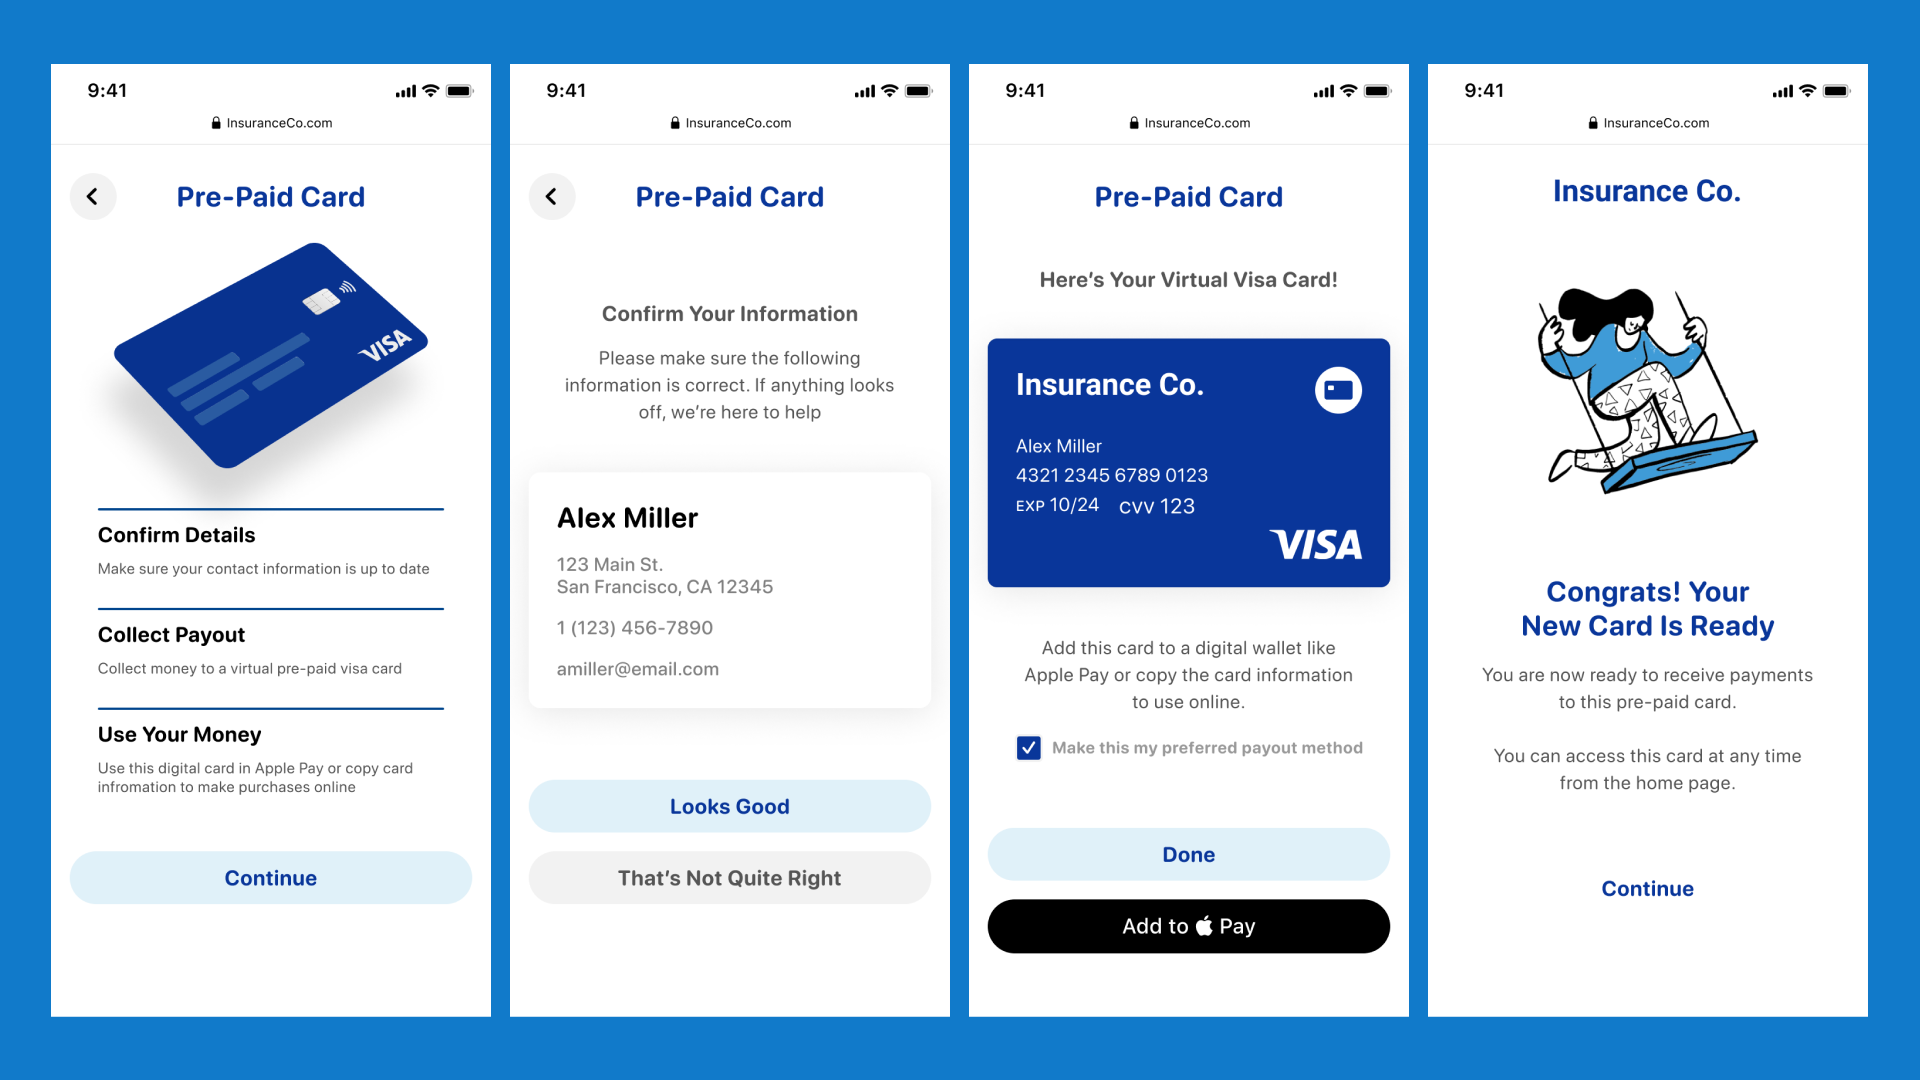 9:41
InsuranceCo.com
Pre-Paid Card
VISA
Confirm Details
Make sure your contact information is up to date
Collect Payout
Collect money to a virtual pre-paid visa card
Use Your Money
Use this digital card in Apple Pay or copy card
infromation to make purchases online
Continue
9:41
InsuranceCo.com
Pre-Paid Card
Confirm Your Information
Please make sure the following
information is correct. If anything looks
off, we’re here to help
Alex Miller
123 Main St.
San Francisco, CA 12345
1 (123) 456-7890
amiller@email.com
Looks Good
That’s Not Quite Right
9:41
InsuranceCo.com
Pre-Paid Card
Here’s Your Virtual Visa Card!
Insurance Co.
Alex Miller
4321 2345 6789 0123
EXP 10/24 CVV 123
VISA
Add this card to a digital wallet like
Apple Pay or copy the card information
to use online.
Make this my preferred payout method
Done
Add to Pay
9:41
InsuranceCo.com
Insurance Co.
Congrats! Your
New Card Is Ready
You are now ready to receive payments
to this pre-paid card.
You can access this card at any time
from the home page.
Continue